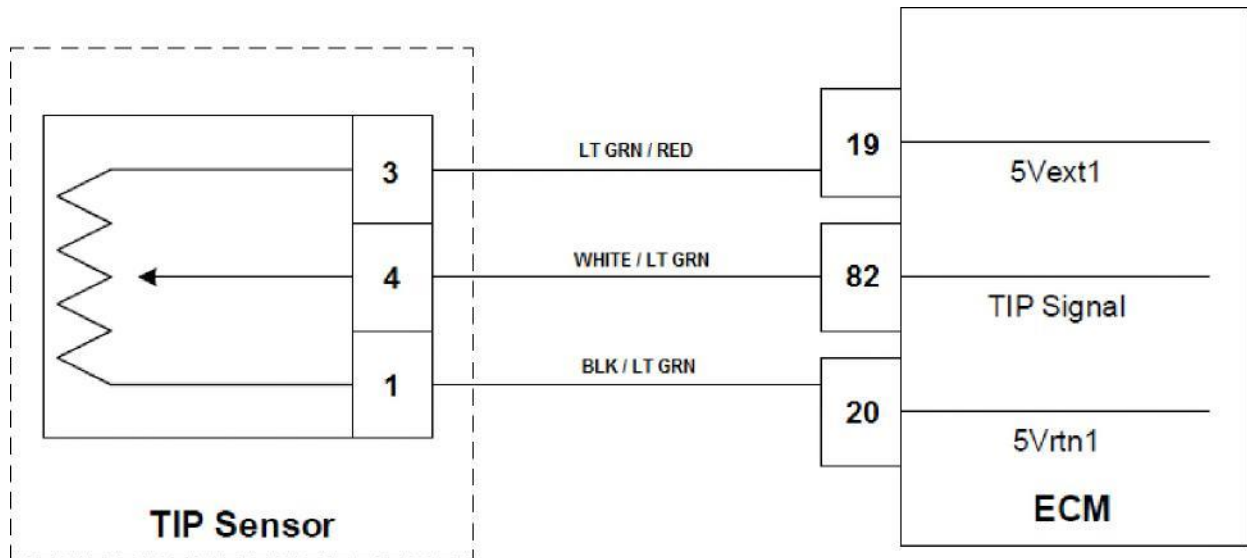 3
LT GRN / RED
19
5Vext1
4
WHITE / LT GRN
82
TIP Signal
1
BLK / LT GRN
20
5Vrtn1
TIP Sensor
ECM